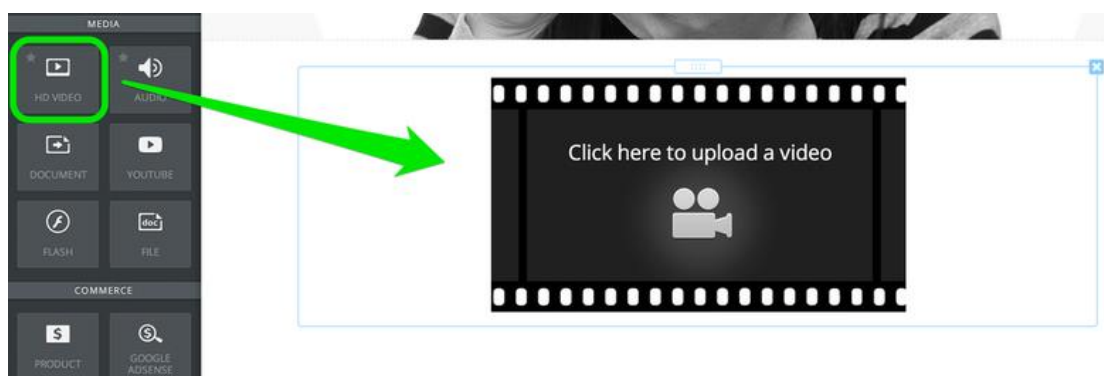 MEDIA
HD VIDEO
AUDIO
DOCUMENT
YOUTUBE
FLASH
doc
FILE
COMMERCE
$
PRODUCT
$
GOOGLE
ADSENSE
Click here to upload a video